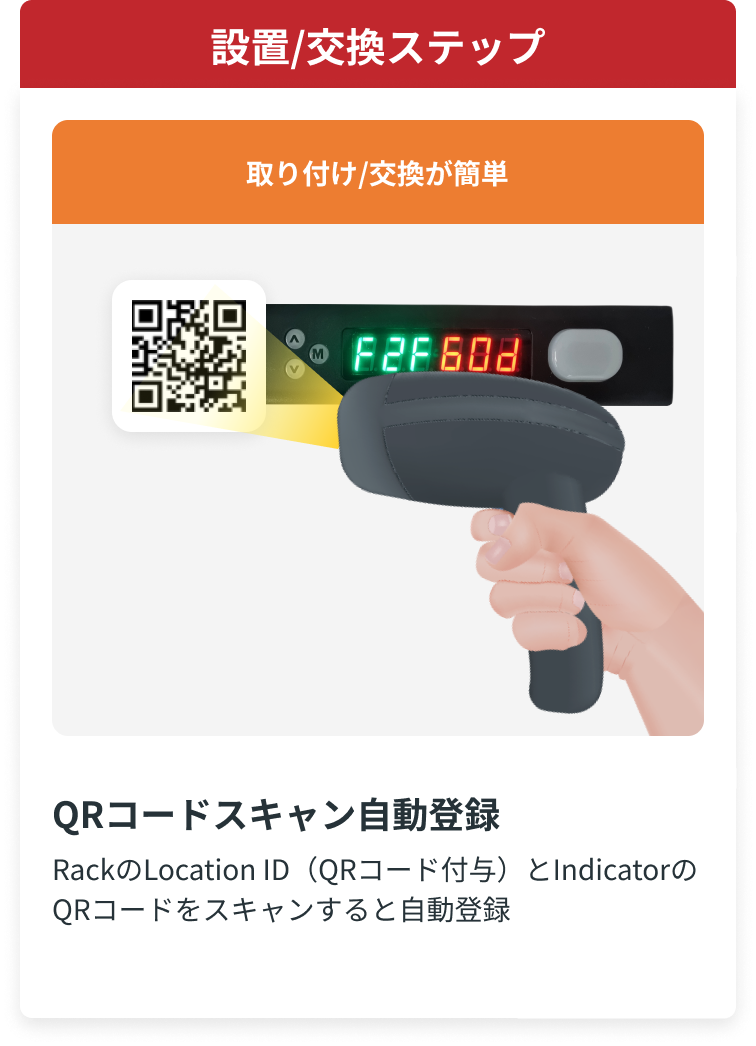 設置/交換ステップ
取り付け/交換が簡単
M
F2F60d
QRコードスキャン自動登録
RackのLocation ID（QRコード付与）とIndicatorの
QRコードをスキャンすると自動登録